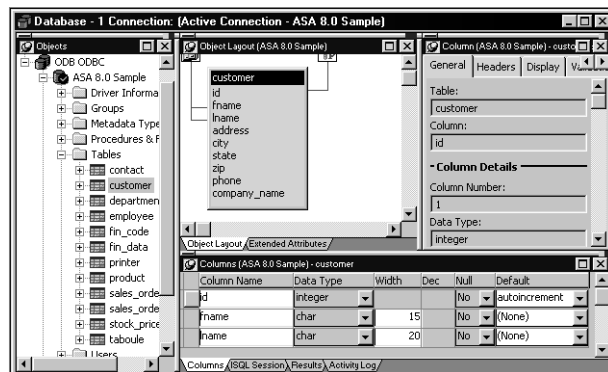 Database - 1 Connection: (Active Connection - ASA 8.0 Sample)
Objects
ODB ODBC
ASA 8.0 Sample
Driver Informa
Groups
Metadata Type
Procedures & F
Tables
contact
customer
departmen
employee
fin_code
fin_data
printer
product
sales_orde
sales_orde
stock_price
taboule
Users
Object Layout (ASA 8.0 Sample)
customer
id
fname
lname
address
city
state
zip
phone
company_name
Object Layout Extended Attributes
Column (ASA 8.0 Sample) - custo
General Headers Display
Table:
customer
Column:
id
Column Details
Column Number:
1
Data Type:
integer
Columns (ASA 8.0 Sample) - customer
Column Name Data Type Width Dec Null Default
id integer No autoincrement
fname char 15 No (None)
lname char 20 No (None)
Columns ISQL Session Results Activity Log